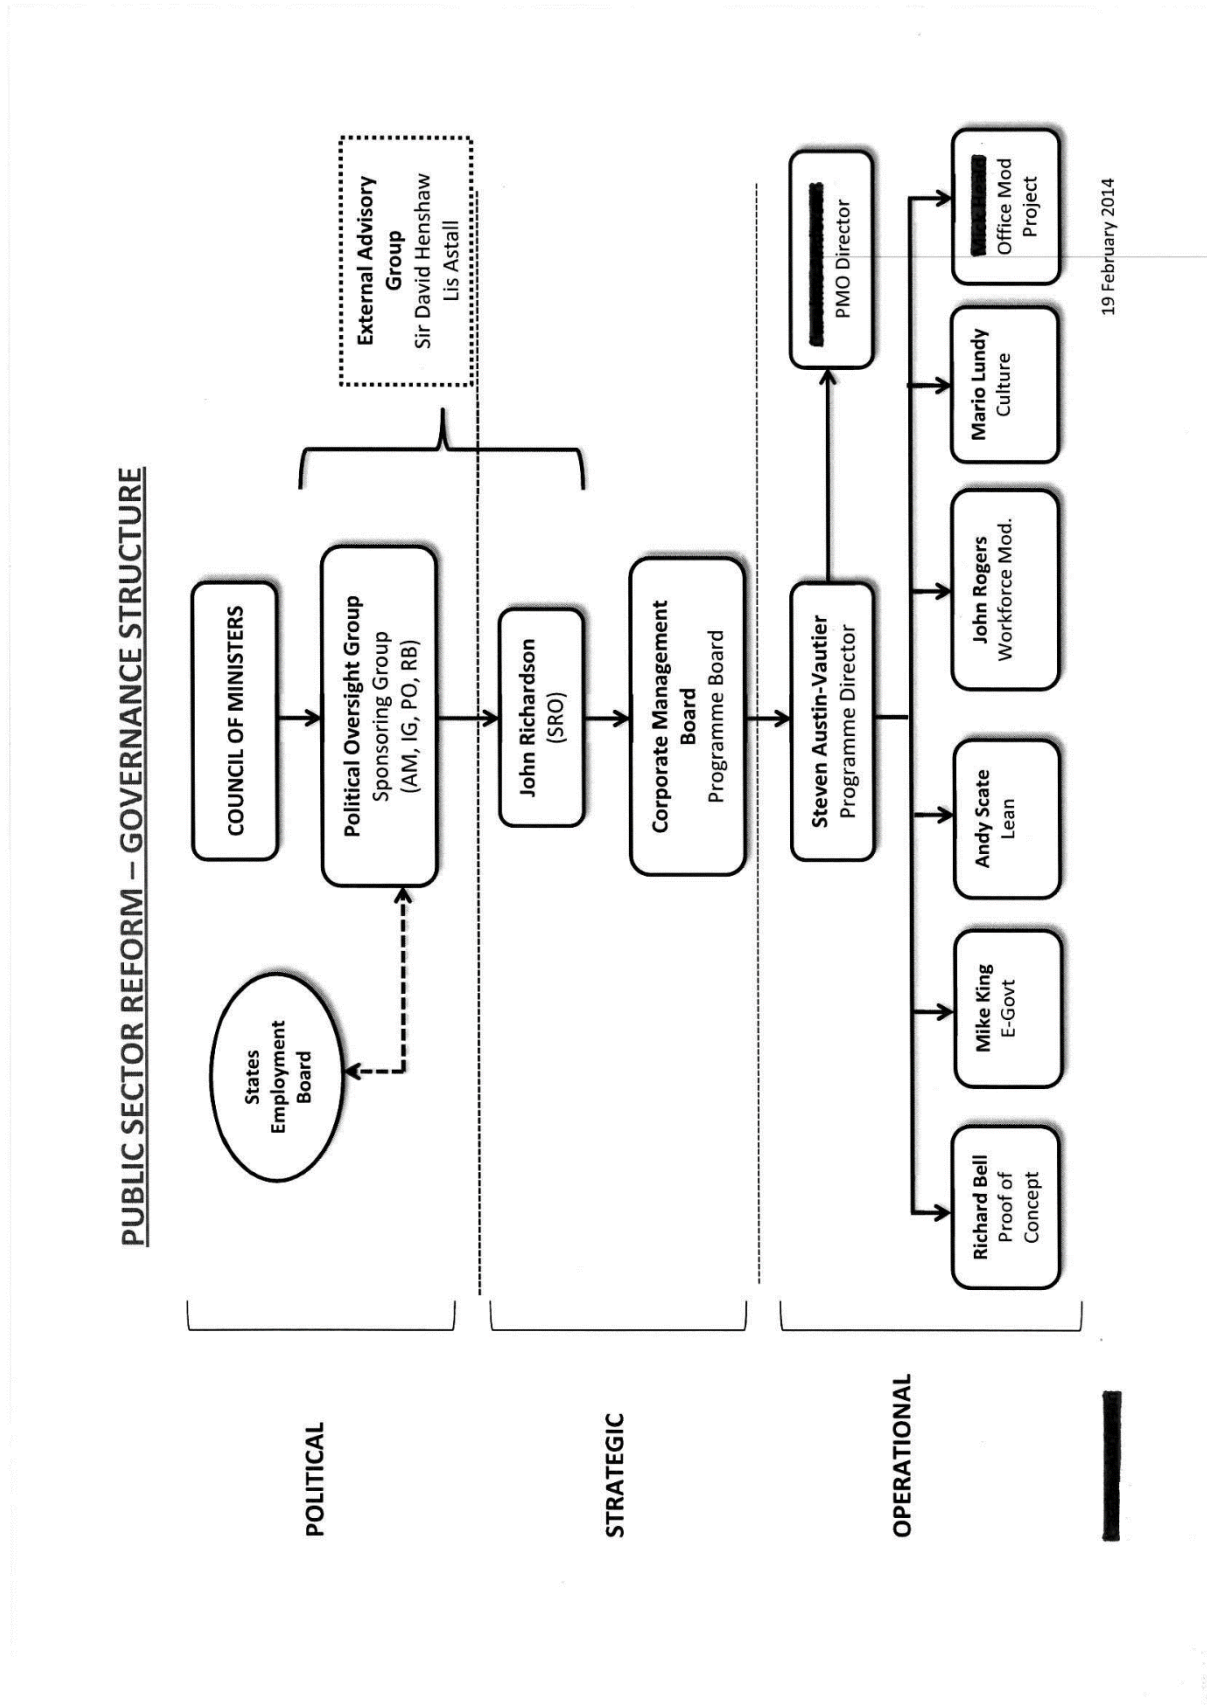 PUBLIC SECTOR REFORM – GOVERNANCE STRUCTURE
POLITICAL
COUNCIL OF MINISTERS
States
Employment
Board
Political Oversight Group
Sponsoring Group
(AM, IG, PO, RB)
External Advisory
Group
Sir David Henshaw
Lis Astall
STRATEGIC
John Richardson
(SRO)
Corporate Management
Board
Programme Board
OPERATIONAL
Steven Austin-Vautier
Programme Director
PMO Director
Richard Bell
Proof of
Concept
Mike King
E-Govt
Andy Scate
Lean
John Rogers
Workforce Mod.
Mario Lundy
Culture
Office Mod
Project
19 February 2014